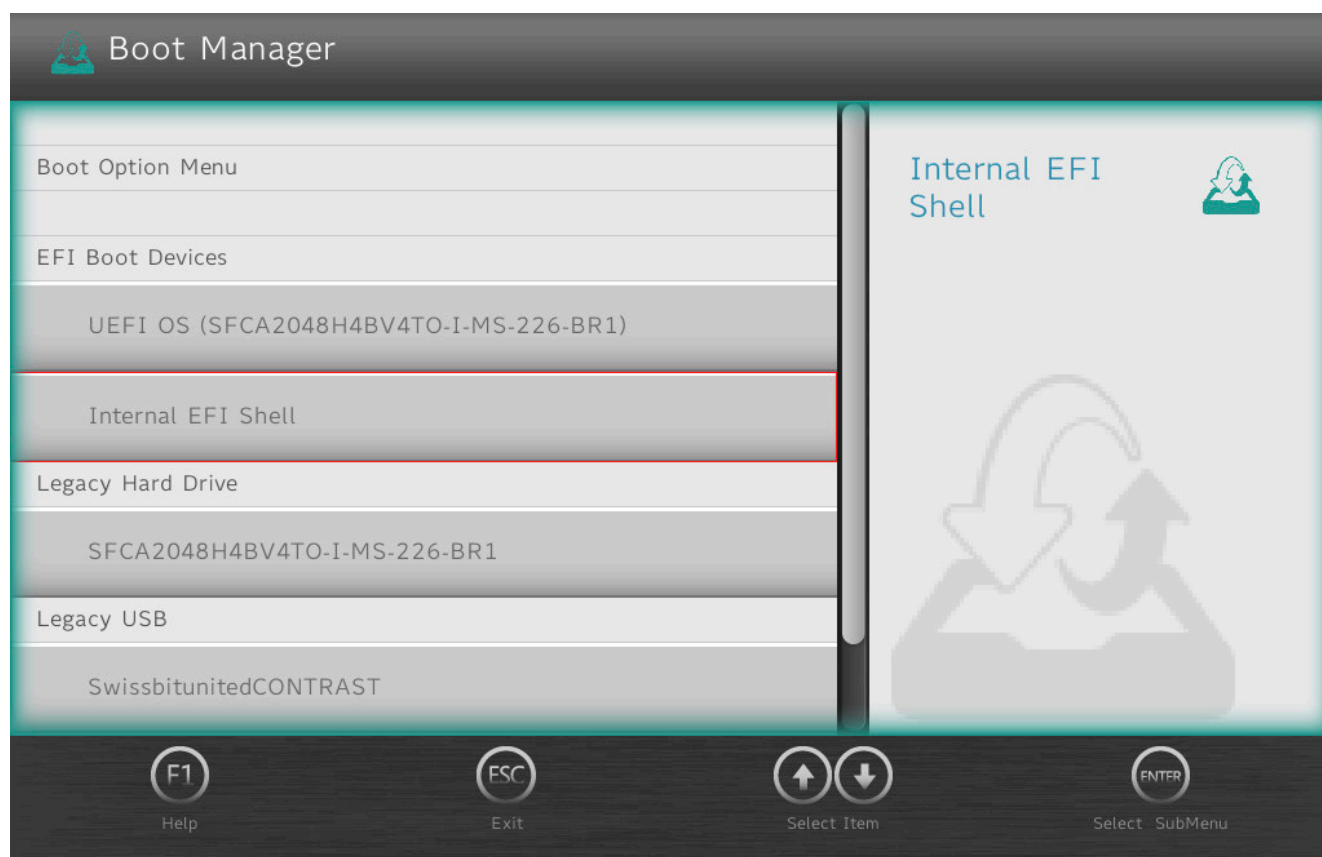 Boot Manager
Boot Option Menu
EFI Boot Devices
UEFI OS (SFCA2048H4BV4TO-I-MS-226-BR1)
Internal EFI Shell
Legacy Hard Drive
SFCA2048H4BV4TO-I-MS-226-BR1
Legacy USB
SwissbitunitedCONTRAST
Internal EFI
Shell
F1
Help
ESC
Exit
Select Item
ENTER
Select SubMenu